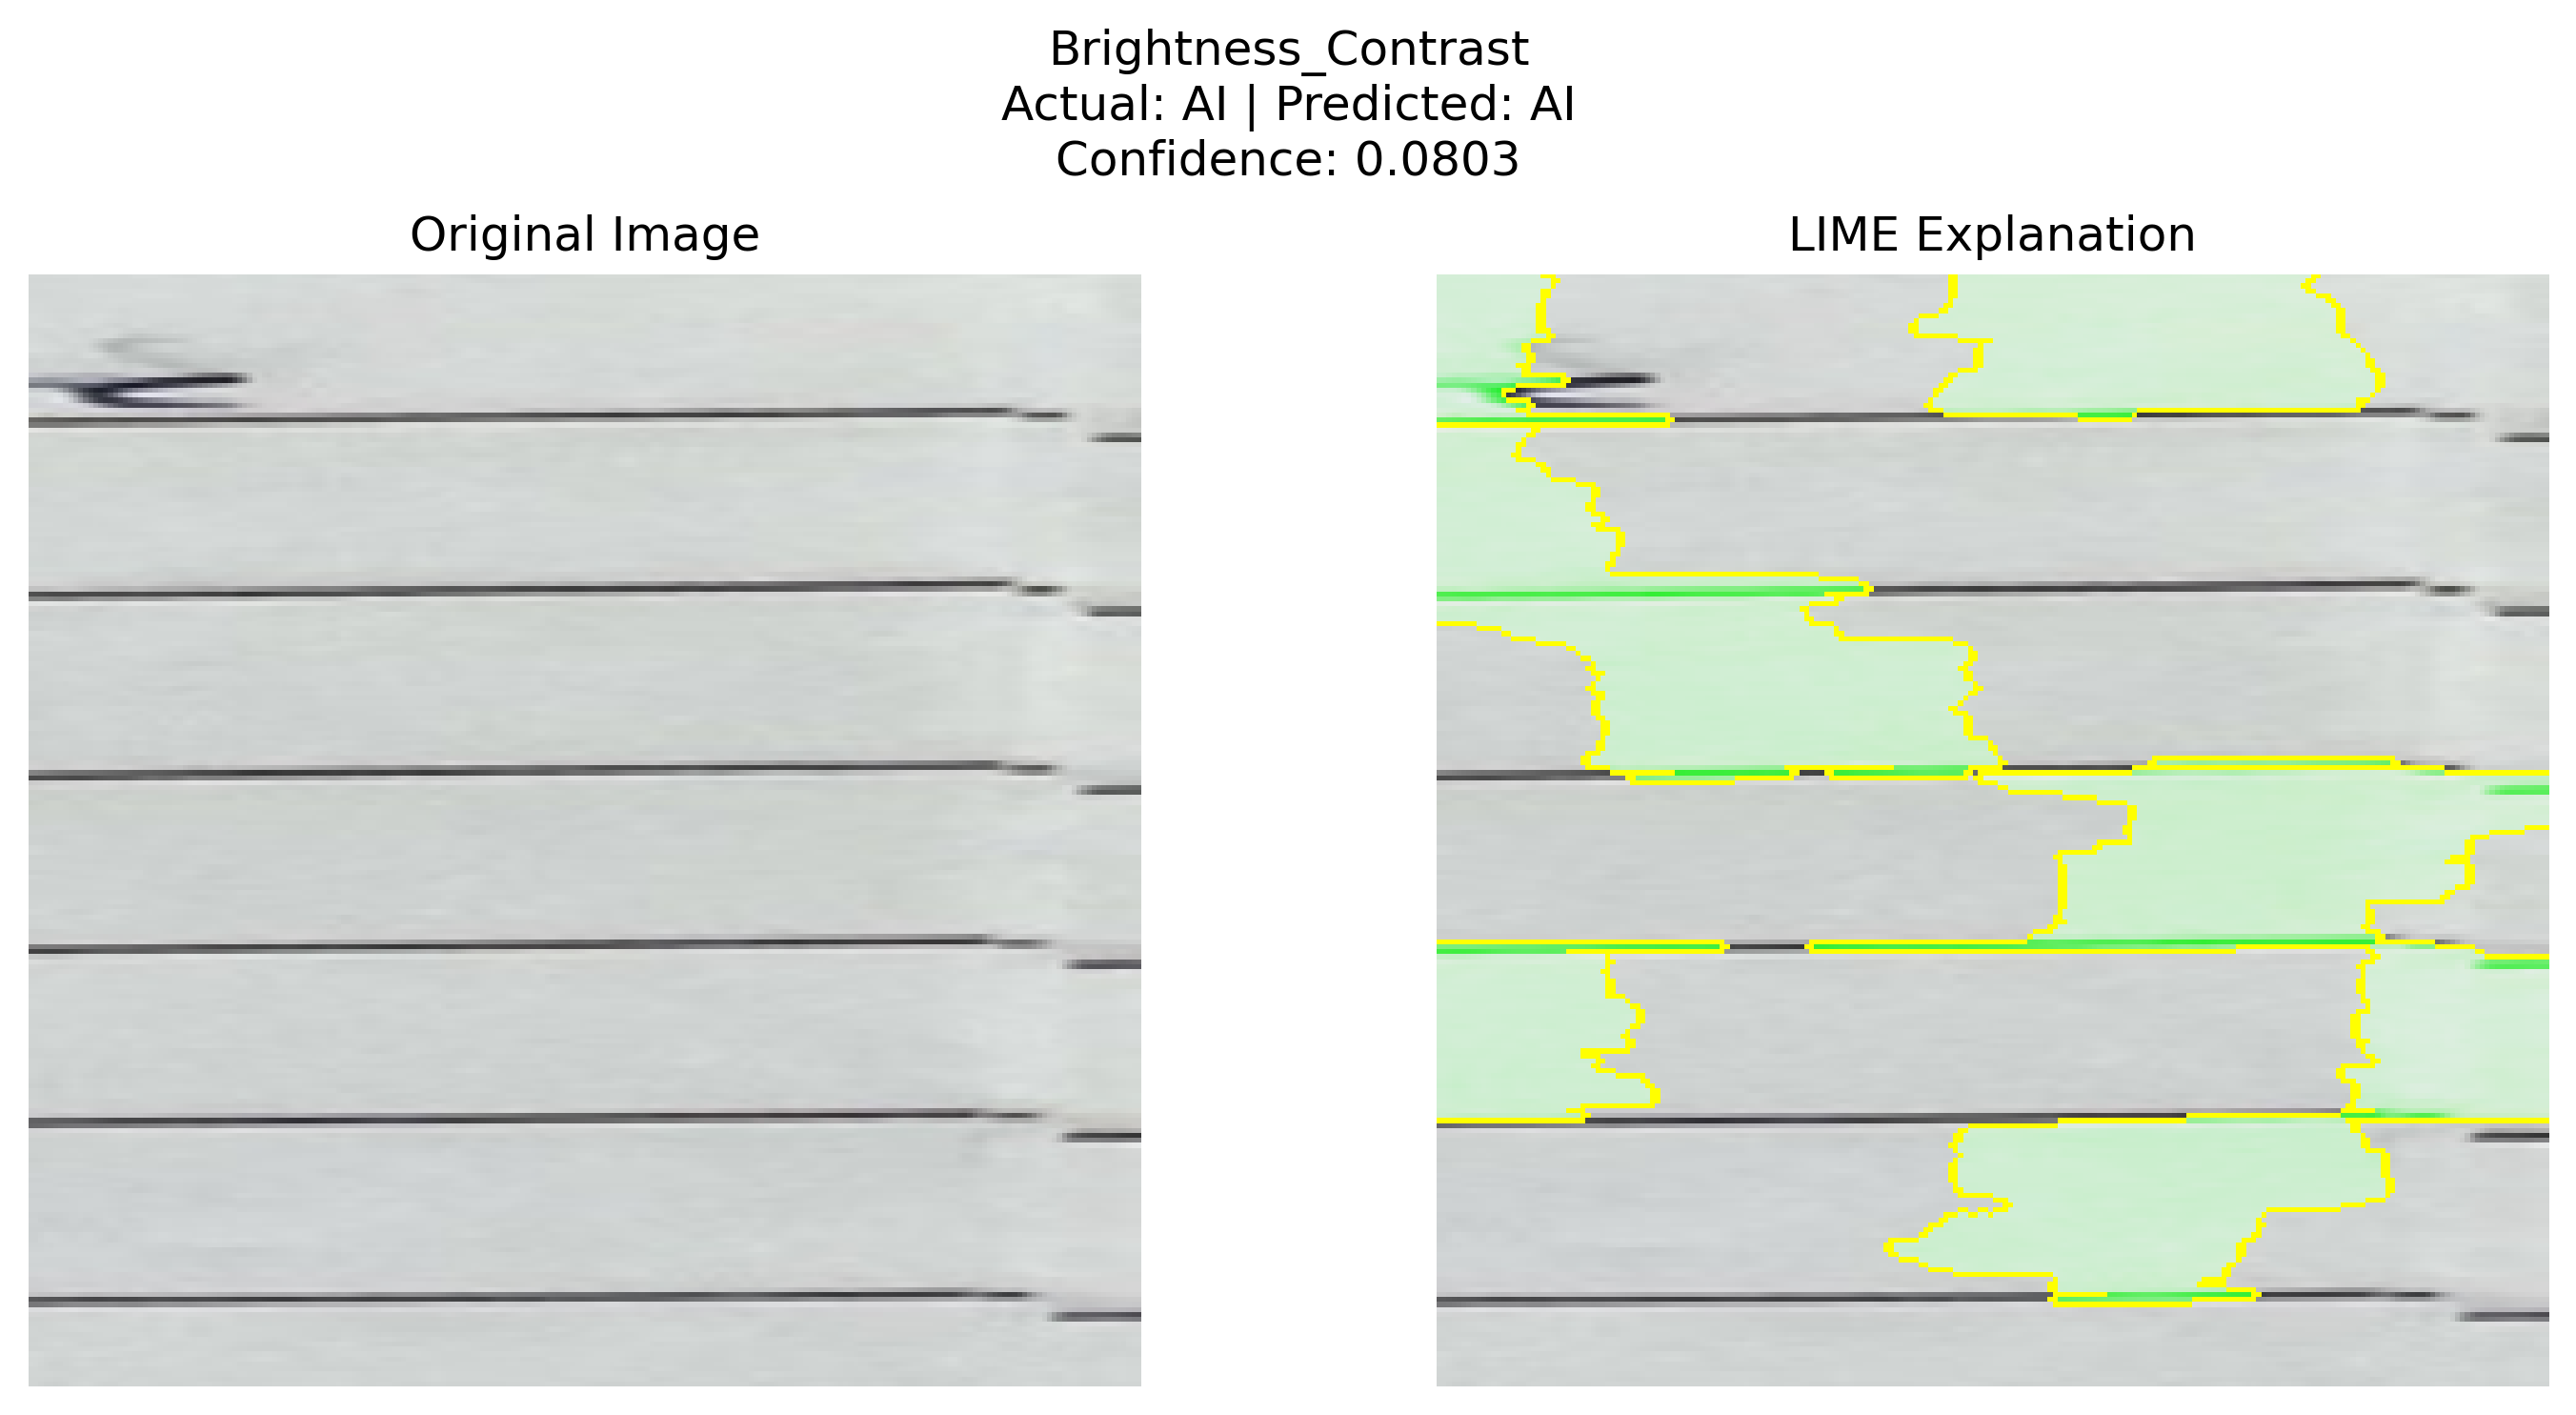 Brightness_Contrast
Actual: AI | Predicted: AI
Confidence: 0.0803
Original Image
LIME Explanation